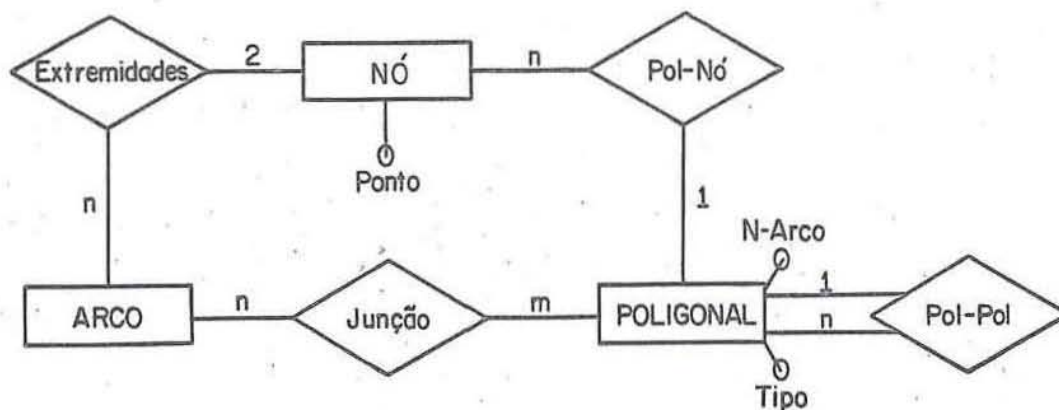 Extremidades
2
NÓ
n
Pol-Nó
Ponto
n
1
N-Arco
ARCO
n
Junção
m
POLIGONAL
1
n
Pol-Pol
Tipo